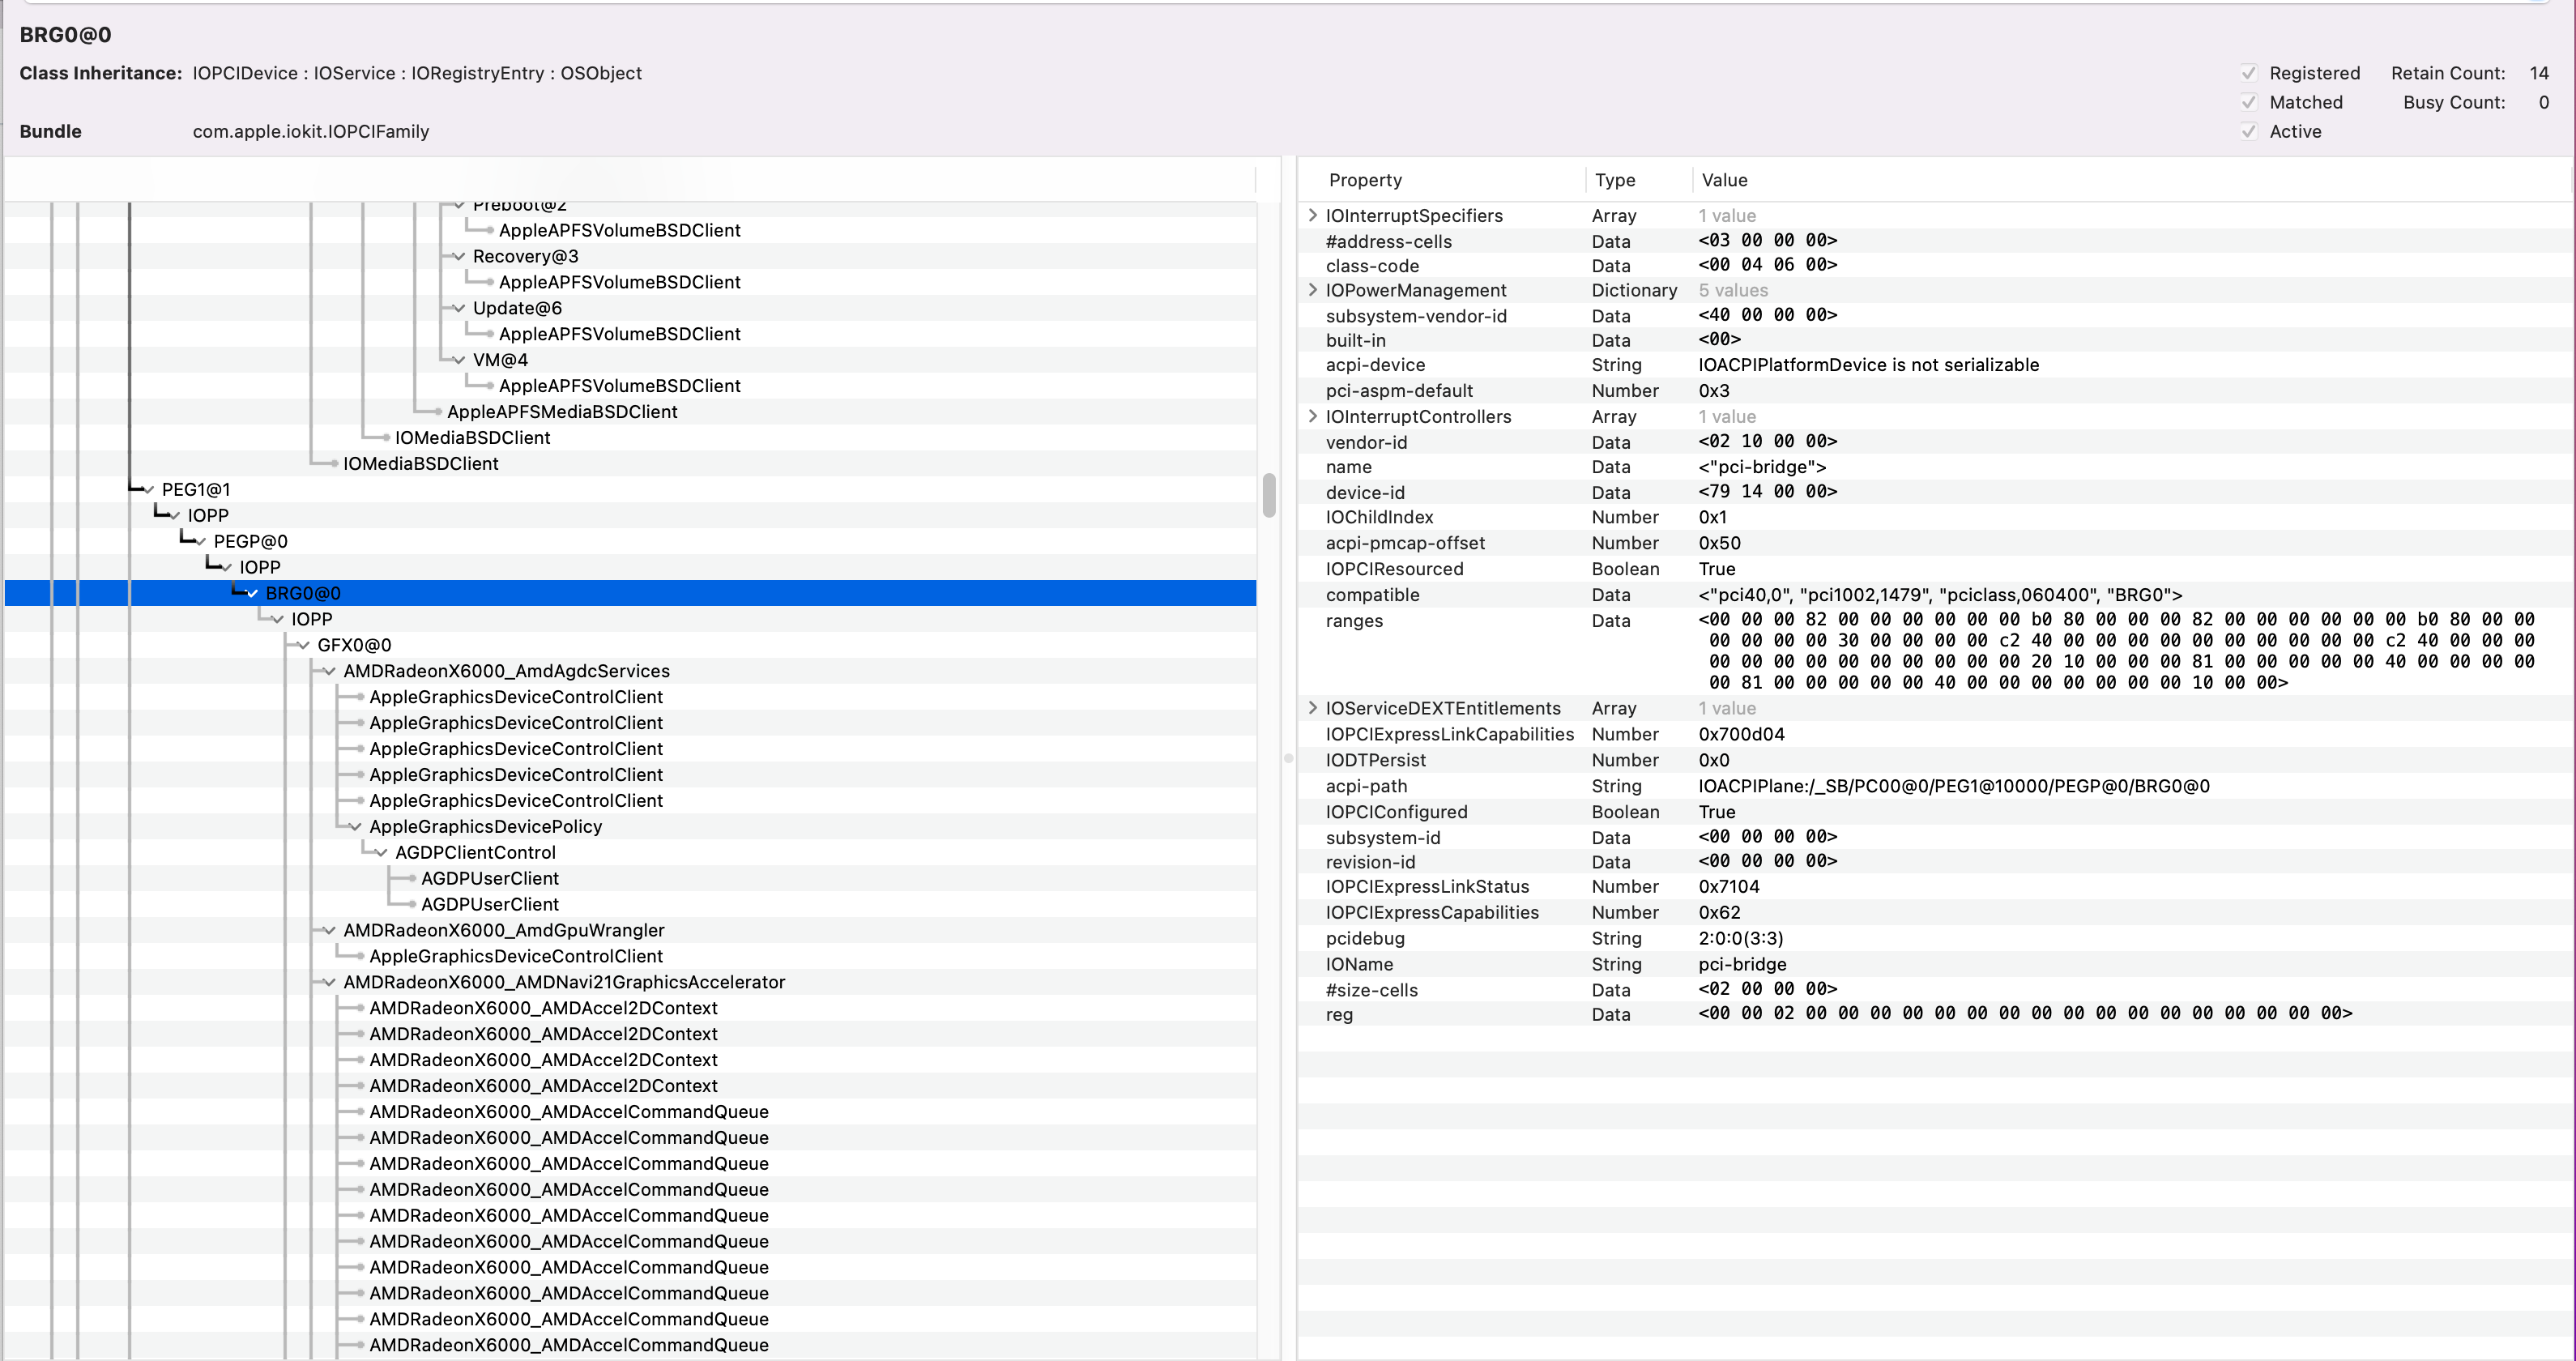 BRG0@0
Class Inheritance: IOPCIDevice : IOService : IORegistryEntry : OSObject
Registered Retain Count: 14
Matched Busy Count: 0
Bundle com.apple.iokit.IOPCIFamily
Active
Preboot@2
AppleAPFSVolumeBSDClient
Recovery@3
AppleAPFSVolumeBSDClient
Update@6
AppleAPFSVolumeBSDClient
VM@4
AppleAPFSVolumeBSDClient
AppleAPFSMediaBSDClient
IOMediaBSDClient
IOMediaBSDClient
PEG1@1
IOPP
PEGP@0
IOPP
BRG0@0
IOPP
GFX0@0
AMDRadeonX6000_AmdAgdcServices
AppleGraphicsDeviceControlClient
AppleGraphicsDeviceControlClient
AppleGraphicsDeviceControlClient
AppleGraphicsDeviceControlClient
AppleGraphicsDeviceControlClient
AppleGraphicsDevicePolicy
AGDPClientControl
AGDPUserClient
AGDPUserClient
AMDRadeonX6000_AmdGpuWrangler
AppleGraphicsDeviceControlClient
AMDRadeonX6000_AMDNavi21GraphicsAccelerator
AMDRadeonX6000_AMDAccel2DContext
AMDRadeonX6000_AMDAccel2DContext
AMDRadeonX6000_AMDAccel2DContext
AMDRadeonX6000_AMDAccel2DContext
AMDRadeonX6000_AMDAccelCommandQueue
AMDRadeonX6000_AMDAccelCommandQueue
AMDRadeonX6000_AMDAccelCommandQueue
AMDRadeonX6000_AMDAccelCommandQueue
AMDRadeonX6000_AMDAccelCommandQueue
AMDRadeonX6000_AMDAccelCommandQueue
AMDRadeonX6000_AMDAccelCommandQueue
AMDRadeonX6000_AMDAccelCommandQueue
AMDRadeonX6000_AMDAccelCommandQueue
AMDRadeonX6000_AMDAccelCommandQueue
Property Type Value
IOInterruptSpecifiers Array 1 value
#address-cells Data <03 00 00 00>
class-code Data <00 04 06 00>
IOPowerManagement Dictionary 5 values
subsystem-vendor-id Data <40 00 00 00>
built-in Data <00>
acpi-device String IOACPIPlatformDevice is not serializable
pci-aspm-default Number 0x3
IOInterruptControllers Array 1 value
vendor-id Data <02 10 00 00>
name Data <"pci-bridge">
device-id Data <79 14 00 00>
IOChildIndex Number 0x1
acpi-pmcap-offset Number 0x50
IOPCIResourced Boolean True
compatible Data <"pci40,0", "pci1002,1479", "pciclass,060400", "BRG0">
ranges Data <00 00 00 82 00 00 00 00 00 00 b0 80 00 00 00 82 00 00 00 00 00 00 b0 80 00 00
00 00 00 00 30 00 00 00 00 c2 40 00 00 00 00 00 00 00 00 00 00 c2 40 00 00 00
00 00 00 00 00 00 00 00 00 00 20 10 00 00 00 81 00 00 00 00 00 40 00 00 00 00
00 81 00 00 00 00 00 40 00 00 00 00 00 00 00 10 00 00>
IOServiceDEXTEntitlements Array 1 value
IOPCIExpressLinkCapabilities Number 0x700d04
IODTPersist Number 0x0
acpi-path String IOACPIPlane:/_SB/PC00@0/PEG1@10000/PEGP@0/BRG0@0
IOPCIConfigured Boolean True
subsystem-id Data <00 00 00 00>
revision-id Data <00 00 00 00>
IOPCIExpressLinkStatus Number 0x7104
IOPCIExpressCapabilities Number 0x62
pcidebug String 2:0:0(3:3)
IOName String pci-bridge
#size-cells Data <02 00 00 00>
reg Data <00 00 02 00 00 00 00 00 00 00 00 00 00 00 00 00 00 00 00 00>